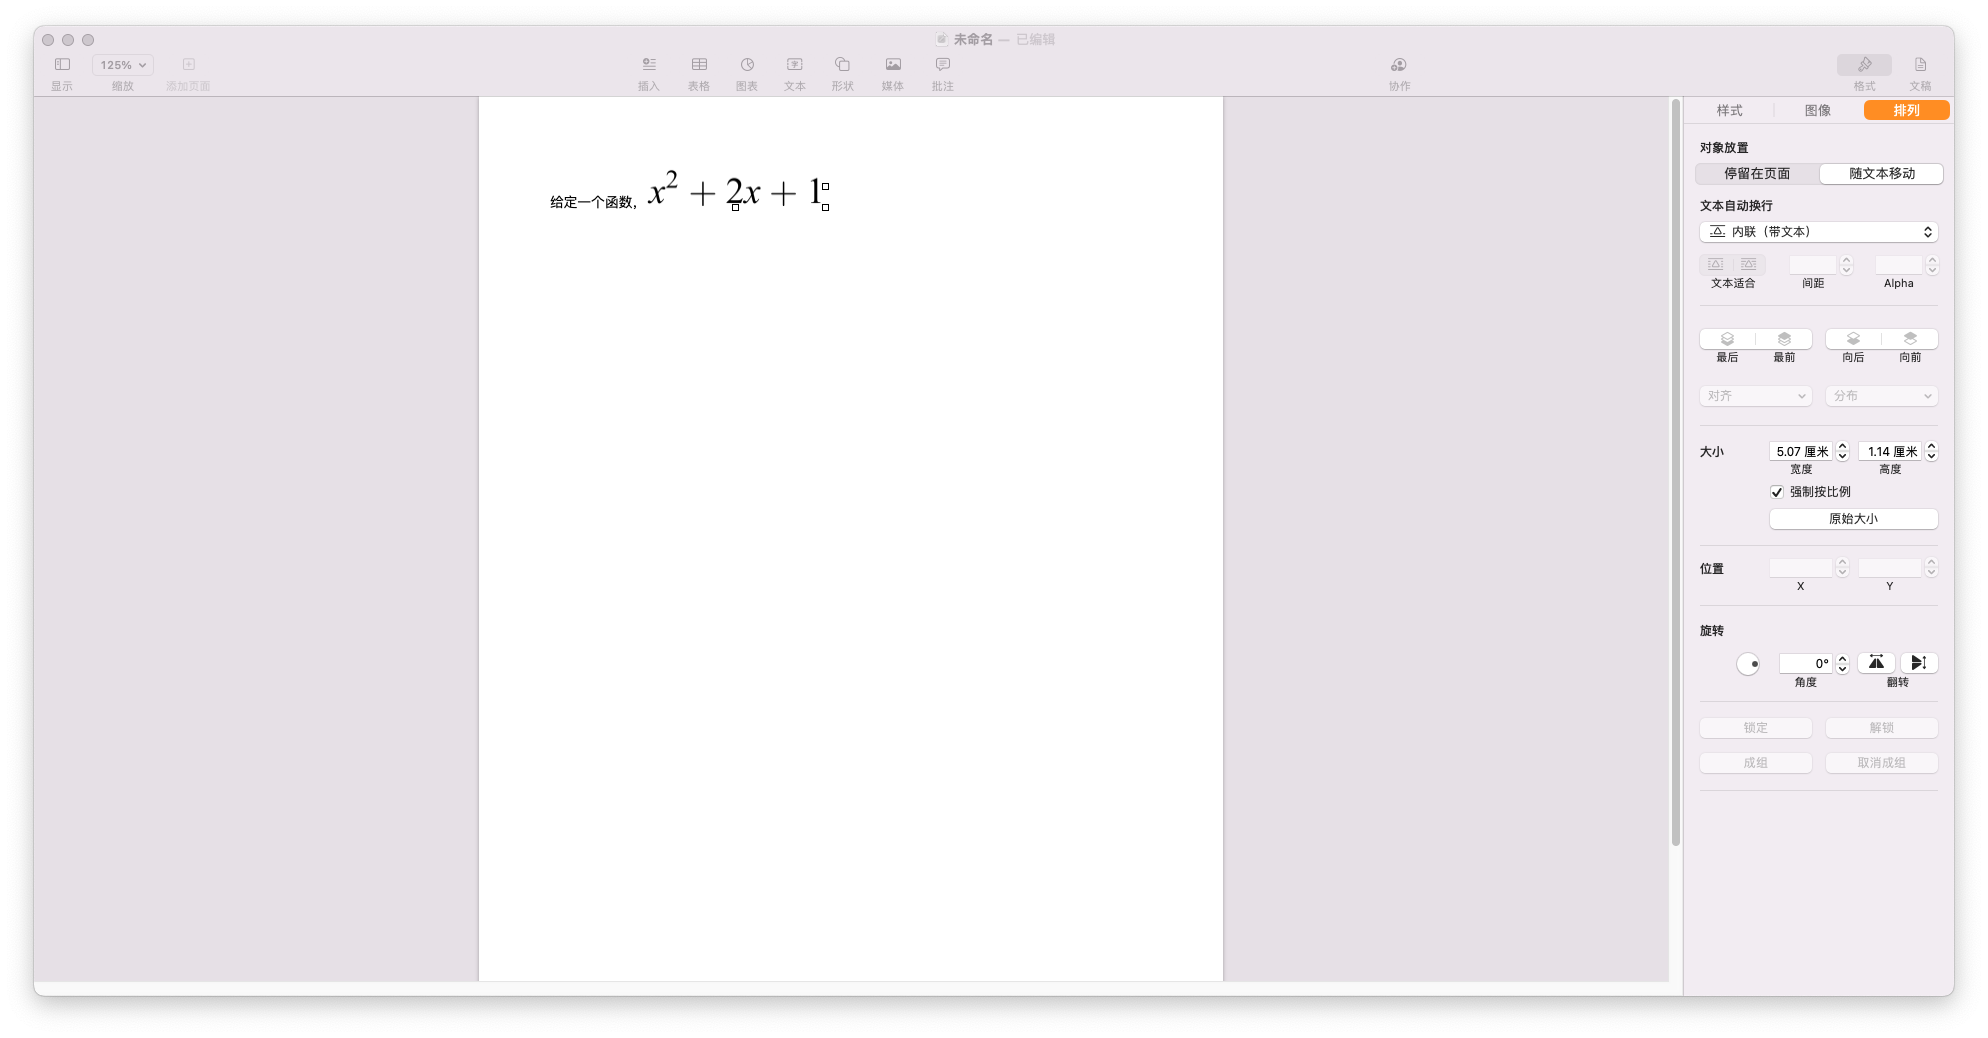 未命名 — 已编辑
125%
显示 缩放 添加页面 插入 表格 图表 文本 形状 媒体 批注 协作 格式 文稿
样式 图像 排列
给定一个函数, x² + 2x + 1
对象放置
停留在页面 随文本移动
文本自动换行
内联（带文本）
文本适合 间距 Alpha
最后 最前 向后 向前
对齐 分布
大小 5.07 厘米 1.14 厘米
宽度 高度
强制按比例
原始大小
位置
X Y
旋转
0°
角度 翻转
锁定 解锁
成组 取消成组